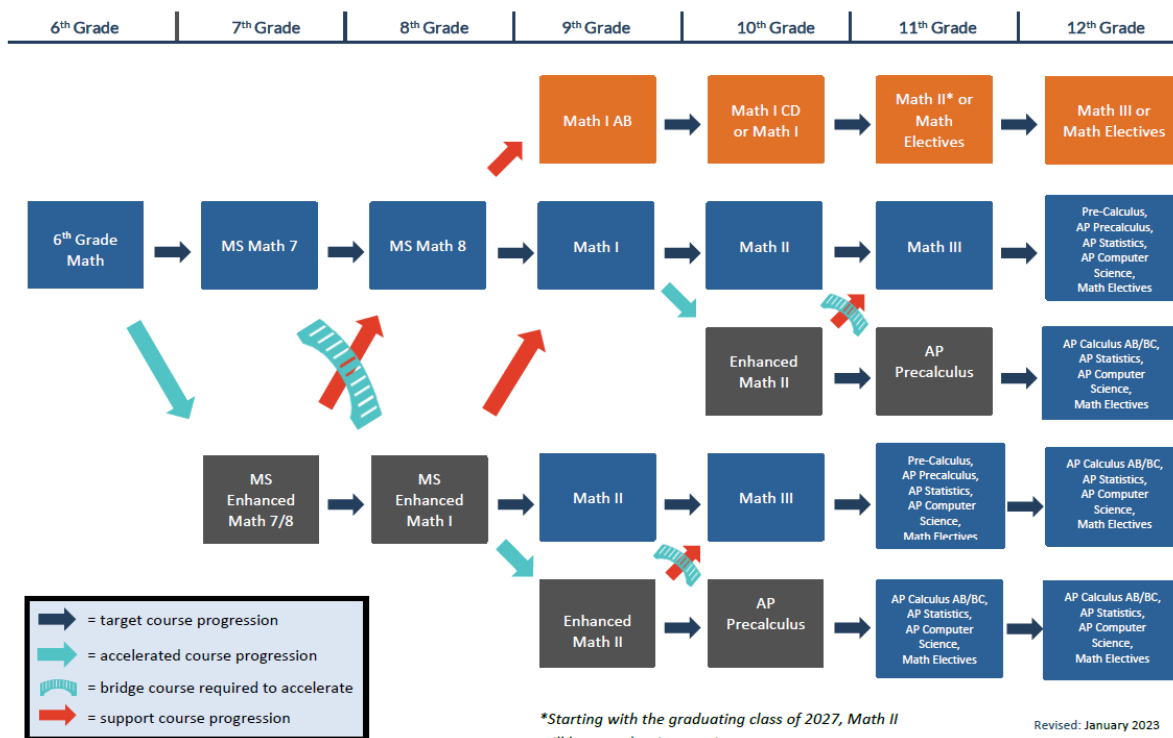 6th Grade
7th Grade
8th Grade
9th Grade
10th Grade
11th Grade
12th Grade
Math I AB
Math I CD
or Math I
Math II* or
Math
Electives
Math III or
Math Electives
6th Grade
Math
MS Math 7
MS Math 8
Math I
Math II
Math III
Pre-Calculus,
AP Precalculus,
AP Statistics,
AP Computer
Science,
Math Electives
Enhanced
Math II
AP
Precalculus
AP Calculus AB/BC,
AP Statistics,
AP Computer
Science,
Math Electives
MS
Enhanced
Math 7/8
MS
Enhanced
Math I
Math II
Math III
Pre-Calculus,
AP Precalculus,
AP Statistics,
AP Computer
Science,
Math Electives
AP Calculus AB/BC,
AP Statistics,
AP Computer
Science,
Math Electives
Enhanced
Math II
AP
Precalculus
AP Calculus AB/BC,
AP Statistics,
AP Computer
Science,
Math Electives
AP Calculus AB/BC,
AP Statistics,
AP Computer
Science,
Math Electives
= target course progression
= accelerated course progression
= bridge course required to accelerate
= support course progression
*Starting with the graduating class of 2027, Math II
Revised: January 2023